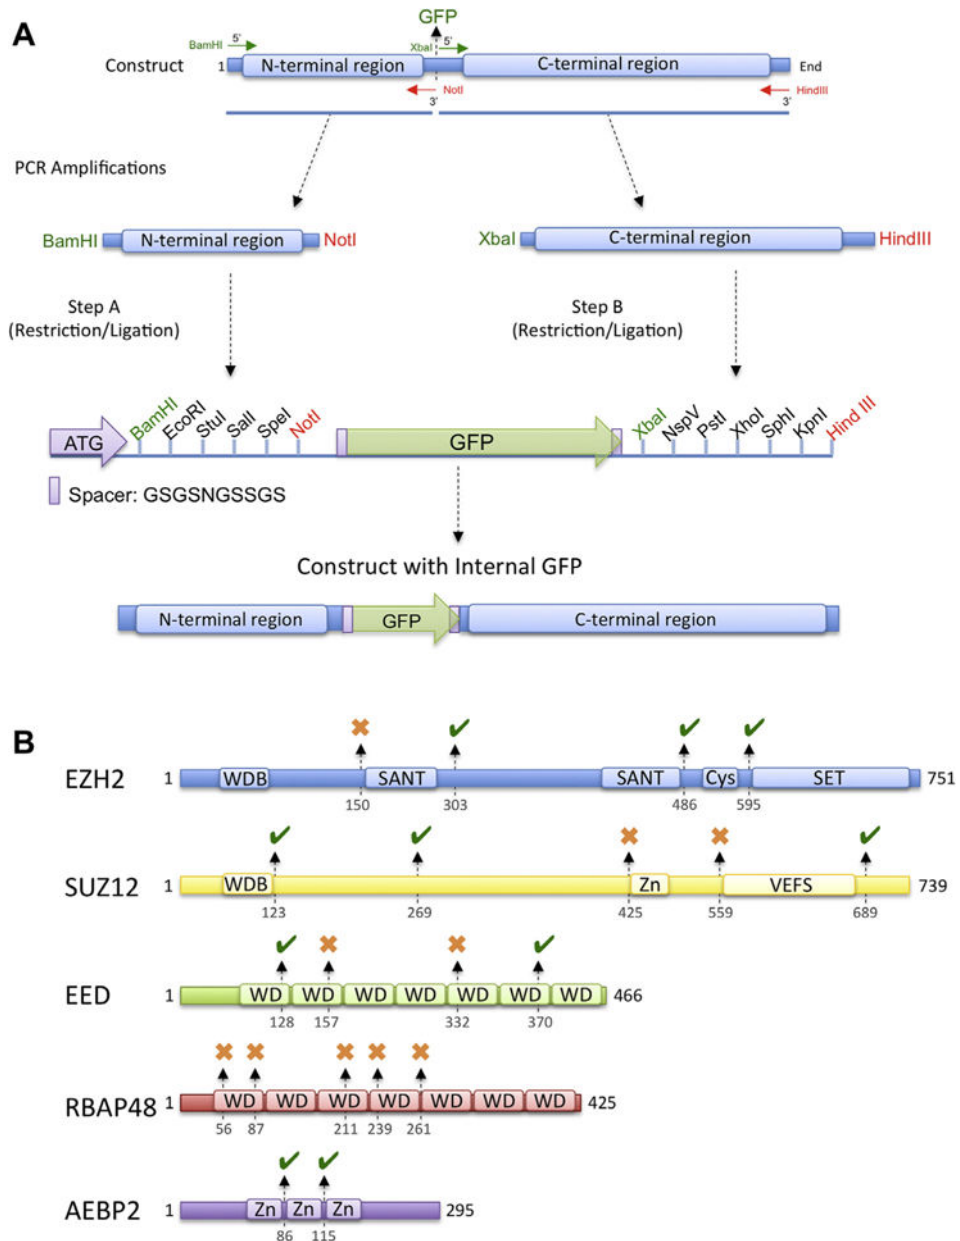 A
GFP
BamHI 5' XbaI 5'
Construct 1 N-terminal region C-terminal region End
NotI HindIII
3' 3'
PCR Amplifications
BamHI N-terminal region NotI XbaI C-terminal region HindIII
Step A Step B
(Restriction/Ligation) (Restriction/Ligation)
ATG BamHI EcoRI StuI SalI SpeI NotI GFP XbaI NspV PstI XhoI SphI KpnI Hind III
Spacer: GSGSNGSSGS
Construct with Internal GFP
N-terminal region GFP C-terminal region
B
EZH2 1 WDB SANT SANT Cys SET 751
150 303 486 595
SUZ12 1 WDB Zn VEFS 739
123 269 425 559 689
EED 1 WD WD WD WD WD WD WD 466
128 157 332 370
RBAP48 1 WD WD WD WD WD WD WD 425
56 87 211 239 261
AEBP2 1 Zn Zn Zn 295
86 115